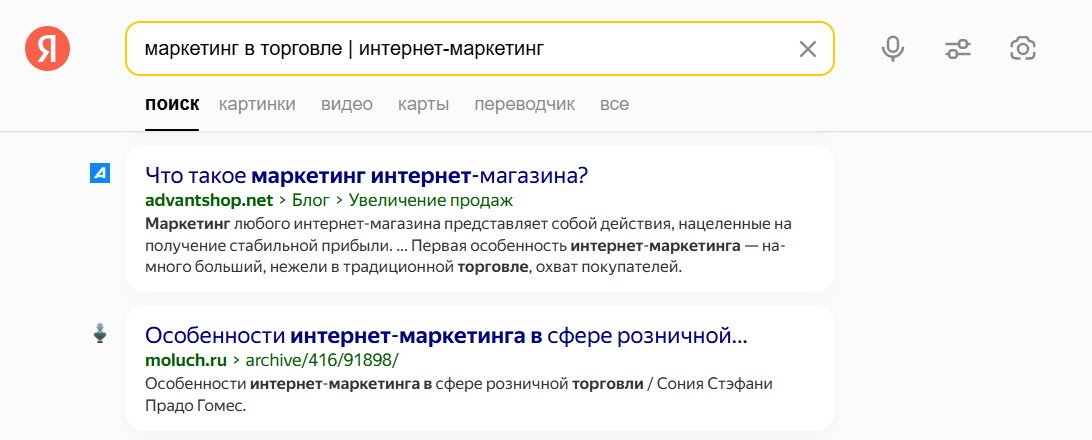 Я
маркетинг в торговле | интернет-маркетинг
поиск картинки видео карты переводчик все
Что такое маркетинг интернет-магазина?
advantshop.net › Блог › Увеличение продаж
Маркетинг любого интернет-магазина представляет собой действия, нацеленные на
получение стабильной прибыли. ... Первая особенность интернет-маркетинга — на-
много больший, нежели в традиционной торговле, охват покупателей.
Особенности интернет-маркетинга в сфере розничной...
moluch.ru › archive/416/91898/
Особенности интернет-маркетинга в сфере розничной торговли / Сония Стэфани
Прадо Гомес.